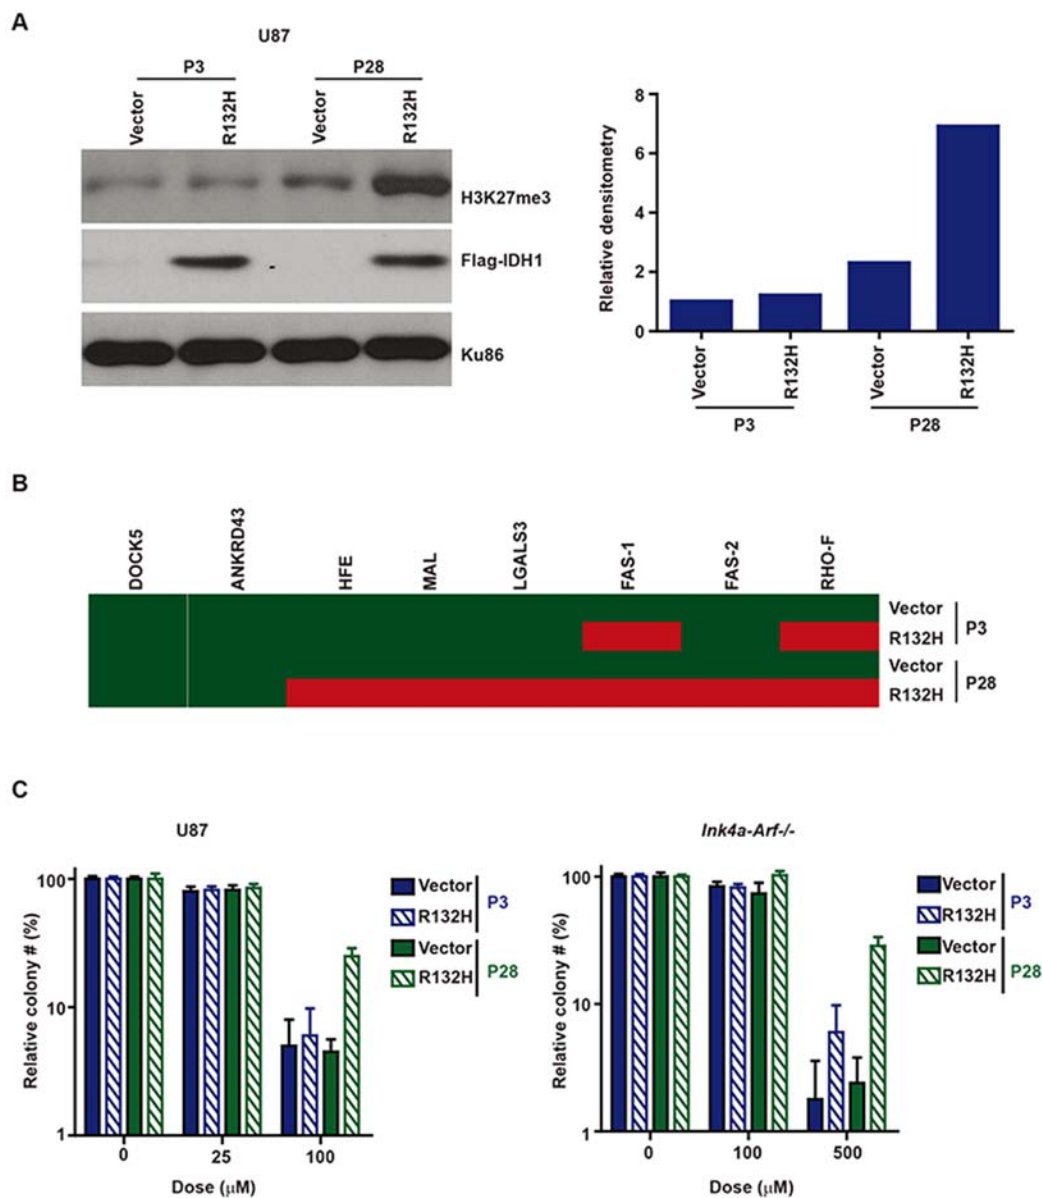 A
U87
P3 P28
Vector R132H Vector R132H
H3K27me3
Flag-IDH1
Ku86
Rlelative densitometry
8
6
4
2
0
Vector R132H Vector R132H
P3 P28
B
DOCK5 ANKRD43 HFE MAL LGALS3 FAS-1 FAS-2 RHO-F
Vector
R132H
P3
Vector
R132H
P28
C
U87
Relative colony # (%)
100
10
1
0 25 100
Dose (µM)
Vector
R132H
P3
Vector
R132H
P28
Ink4a-Arf-/-
Relative colony # (%)
100
10
1
0 100 500
Dose (µM)
Vector
R132H
P3
Vector
R132H
P28